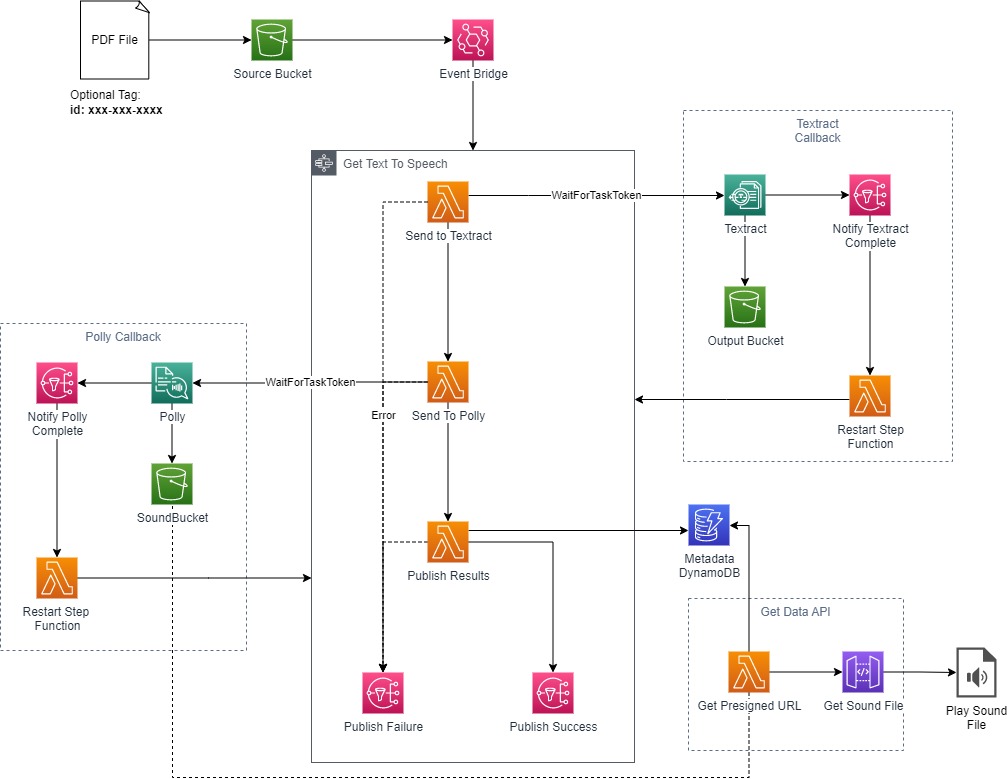 PDF File
Source Bucket
Event Bridge
Optional Tag:
id: xxx-xxx-xxxx
Textract
Callback
Get Text To Speech
WaitForTaskToken
Send to Textract
Textract
Notify Textract
Complete
Output Bucket
Polly Callback
WaitForTaskToken
Notify Polly
Complete
Polly
Error
Send To Polly
Restart Step
Function
SoundBucket
Metadata
DynamoDB
Publish Results
Restart Step
Function
Get Data API
Get Presigned URL
Get Sound File
Play Sound
File
Publish Failure
Publish Success